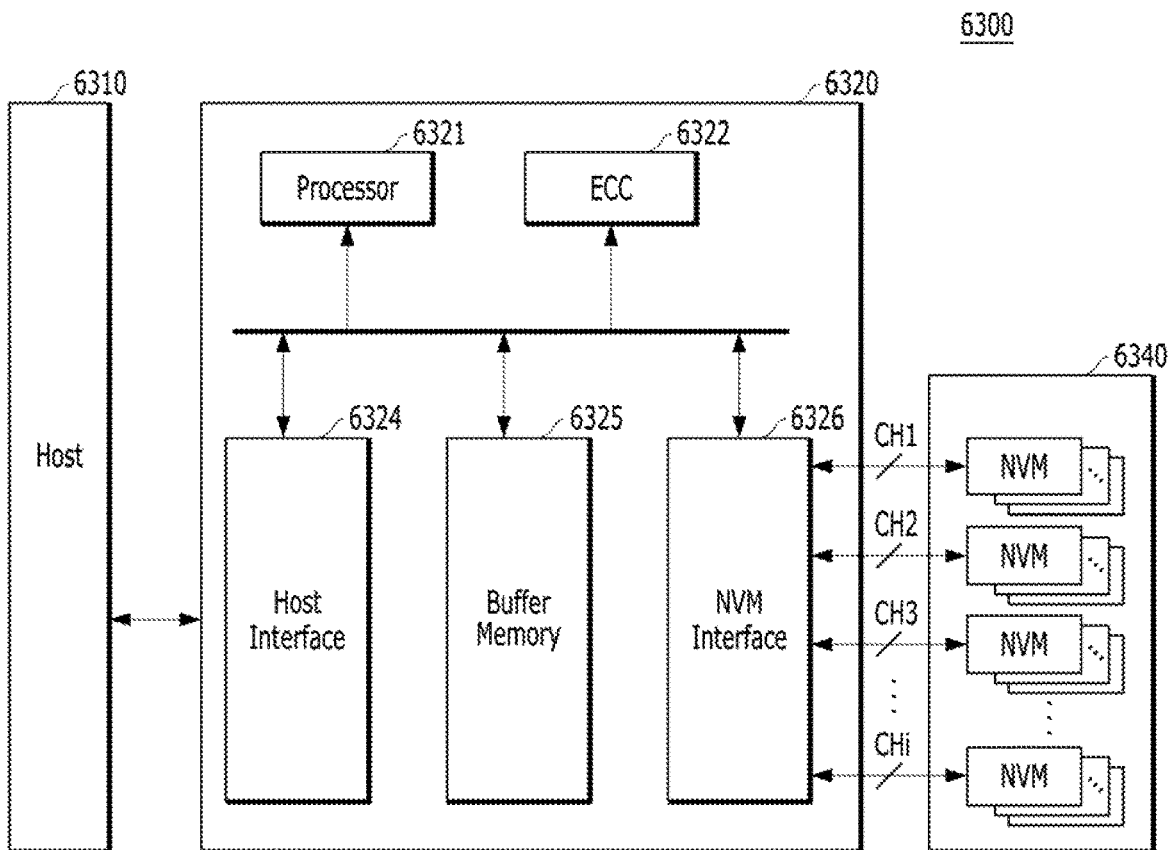 6300
6310
6320
6321
6322
Processor
ECC
6340
6324
6325
6326
CH1
NVM
Host
CH2
NVM
Host
Interface
Buffer
Memory
NVM
Interface
CH3
NVM
CHi
NVM